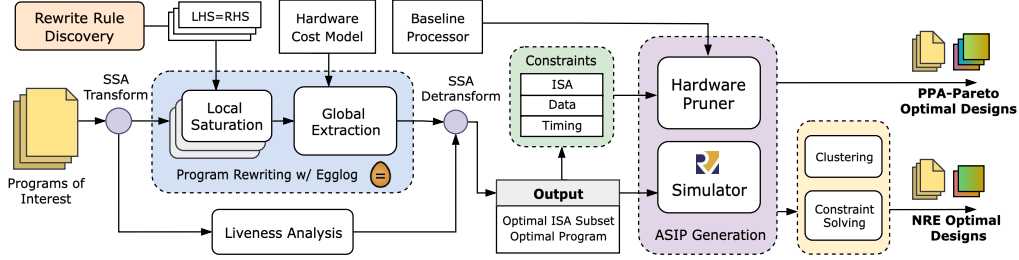 Rewrite Rule
Discovery
LHS=RHS
Hardware
Cost Model
Baseline
Processor
SSA
Transform
Local
Saturation
Global
Extraction
Program Rewriting w/ Egglog
=
SSA
Detransform
Programs of
Interest
Liveness Analysis
Constraints
ISA
Data
Timing
Output
Optimal ISA Subset
Optimal Program
Hardware
Pruner
Simulator
ASIP Generation
Clustering
Constraint
Solving
PPA-Pareto
Optimal Designs
NRE Optimal
Designs